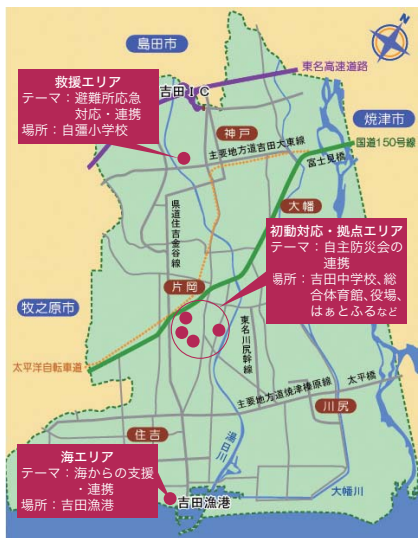 島田市
東名高速道路
救援エリア
テーマ：避難所応急
対応・連携
場所：自彊小学校
吉田ＩＣ
神戸
主要地方道吉田大東線
焼津市
国道150号線
富士見橋
大幡
県道住吉金谷線
初動対応・拠点エリア
テーマ：自主防災会の
連携
場所：吉田中学校、総
合体育館、役場、
はぁとふるなど
片岡
牧之原市
東名川尻幹線
太平洋自転車道
主要地方道焼津榛原線
太平橋
川尻
住吉
湯日川
海エリア
テーマ：海からの支援
・連携
場所：吉田漁港
吉田漁港
大幡川